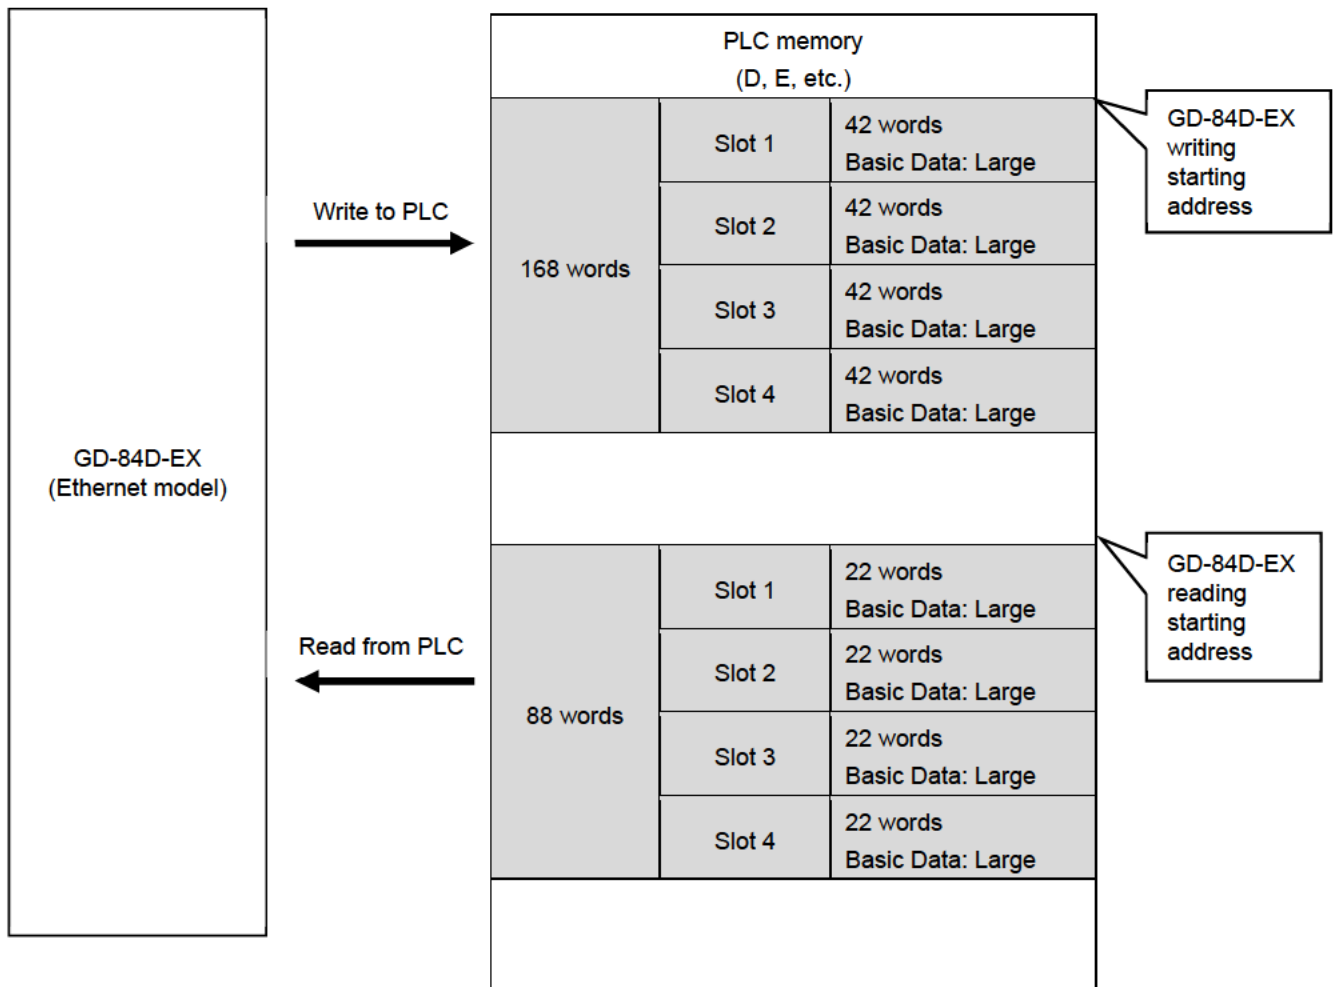 PLC memory
(D, E, etc.)
GD-84D-EX
writing
starting
address
Write to PLC
168 words
Slot 1
42 words
Basic Data: Large
Slot 2
42 words
Basic Data: Large
Slot 3
42 words
Basic Data: Large
Slot 4
42 words
Basic Data: Large
GD-84D-EX
(Ethernet model)
GD-84D-EX
reading
starting
address
Read from PLC
88 words
Slot 1
22 words
Basic Data: Large
Slot 2
22 words
Basic Data: Large
Slot 3
22 words
Basic Data: Large
Slot 4
22 words
Basic Data: Large